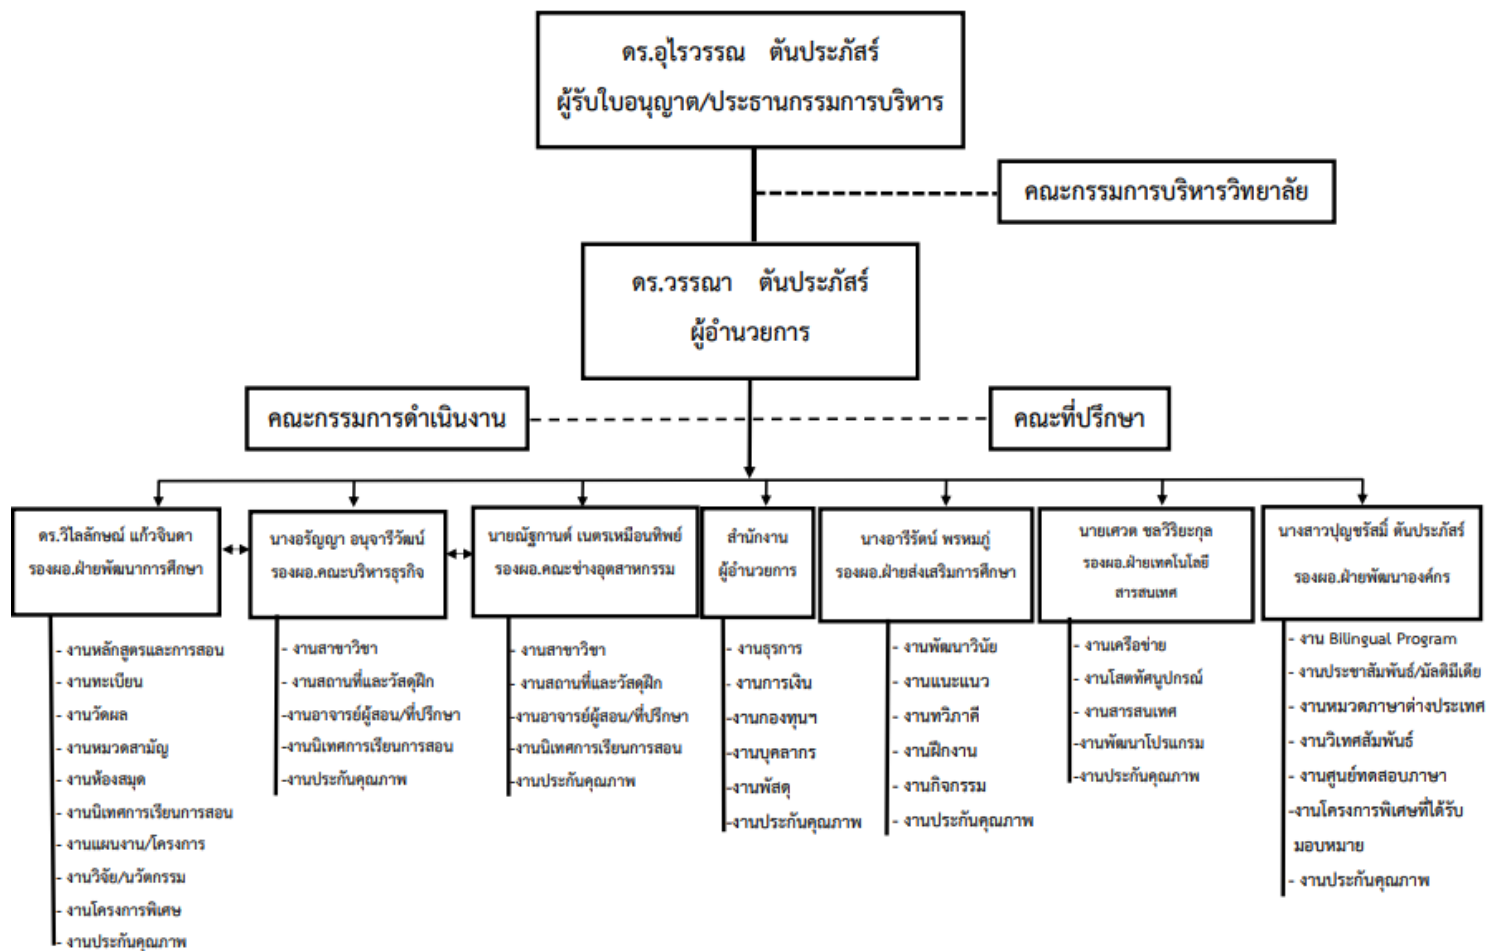 ดร.อุไรวรรณ ตันประภัสร์
ผู้รับใบอนุญาต/ประธานกรรมการบริหาร
คณะกรรมการบริหารวิทยาลัย
ดร.วรรณา ตันประภัสร์
ผู้อำนวยการ
คณะกรรมการดำเนินงาน
คณะที่ปรึกษา
ดร.วิไลลักษณ์ แก้วจินดา
รองผอ.ฝ่ายพัฒนาการศึกษา
- งานหลักสูตรและการสอน
- งานทะเบียน
- งานวัดผล
- งานหมวดสามัญ
- งานห้องสมุด
- งานนิเทศการเรียนการสอน
- งานแผนงาน/โครงการ
- งานวิจัย/นวัตกรรม
- งานโครงการพิเศษ
- งานประกันคุณภาพ
นางอรัญญา อนุจารีวัฒน์
รองผอ.คณะบริหารธุรกิจ
- งานสาขาวิชา
- งานสถานที่และวัสดุฝึก
-งานอาจารย์ผู้สอน/ที่ปรึกษา
-งานนิเทศการเรียนการสอน
-งานประกันคุณภาพ
นายณัฐกานต์ เนตรเหมือนทิพย์
รองผอ.คณะช่างอุตสาหกรรม
- งานสาขาวิชา
-งานสถานที่และวัสดุฝึก
-งานอาจารย์ผู้สอน/ที่ปรึกษา
-งานนิเทศการเรียนการสอน
-งานประกันคุณภาพ
สำนักงาน
ผู้อำนวยการ
- งานธุรการ
- งานการเงิน
-งานกองทุนฯ
-งานบุคลากร
-งานพัสดุ
-งานประกันคุณภาพ
นางอารีรัตน์ พรหมภู่
รองผอ.ฝ่ายส่งเสริมการศึกษา
- งานพัฒนาวินัย
- งานแนะแนว
- งานทวิภาคี
- งานฝึกงาน
- งานกิจกรรม
- งานประกันคุณภาพ
นายเศวต ชลวิริยะกุล
รองผอ.ฝ่ายเทคโนโลยี
สารสนเทศ
- งานเครือข่าย
-งานโสตทัศนูปกรณ์
- งานสารสนเทศ
-งานพัฒนาโปรแกรม
-งานประกันคุณภาพ
นางสาวปุญชรัสมิ์ ตันประภัสร์
รองผอ.ฝ่ายพัฒนาองค์กร
- งาน Bilingual Program
-งานประชาสัมพันธ์/มัลติมีเดีย
- งานหมวดภาษาต่างประเทศ
- งานวิเทศสัมพันธ์
- งานศูนย์ทดสอบภาษา
-งานโครงการพิเศษที่ได้รับ
มอบหมาย
- งานประกันคุณภาพ